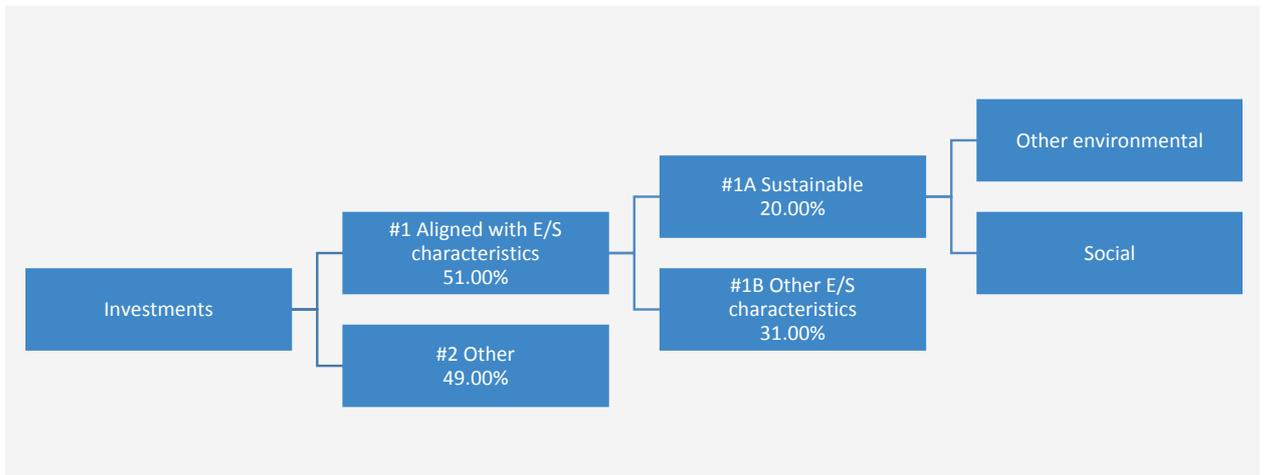 Investments
#1 Aligned with E/S
characteristics
51.00%
#2 Other
49.00%
#1A Sustainable
20.00%
#1B Other E/S
characteristics
31.00%
Other environmental
Social